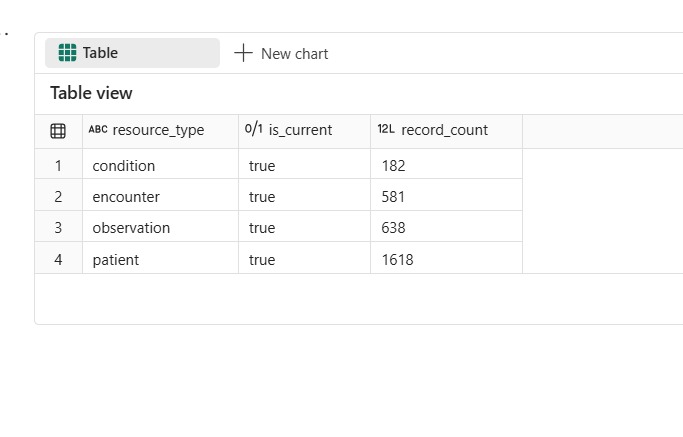 Table New chart
Table view
ABC resource_type 0/1 is_current 12L record_count
1 condition true 182
2 encounter true 581
3 observation true 638
4 patient true 1618